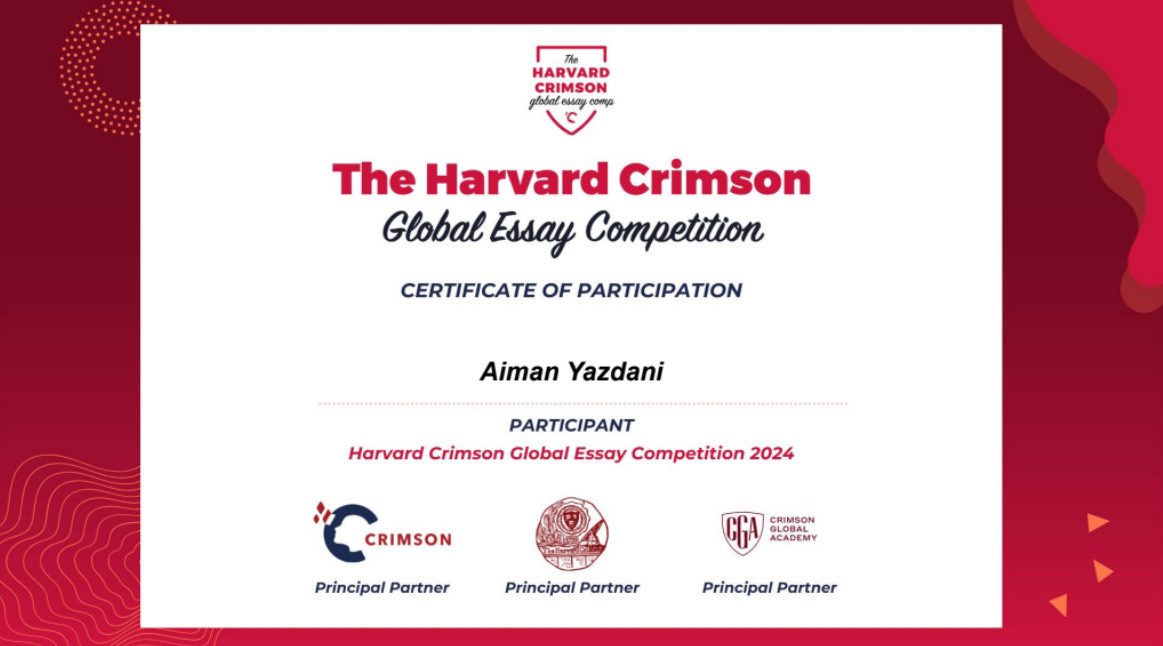 The
HARVARD
CRIMSON
global essay comp
The Harvard Crimson
Global Essay Competition
CERTIFICATE OF PARTICIPATION
Aiman Yazdani
PARTICIPANT
Harvard Crimson Global Essay Competition 2024
CRIMSON
CGA
CRIMSON
GLOBAL
ACADEMY
Principal Partner
Principal Partner
Principal Partner